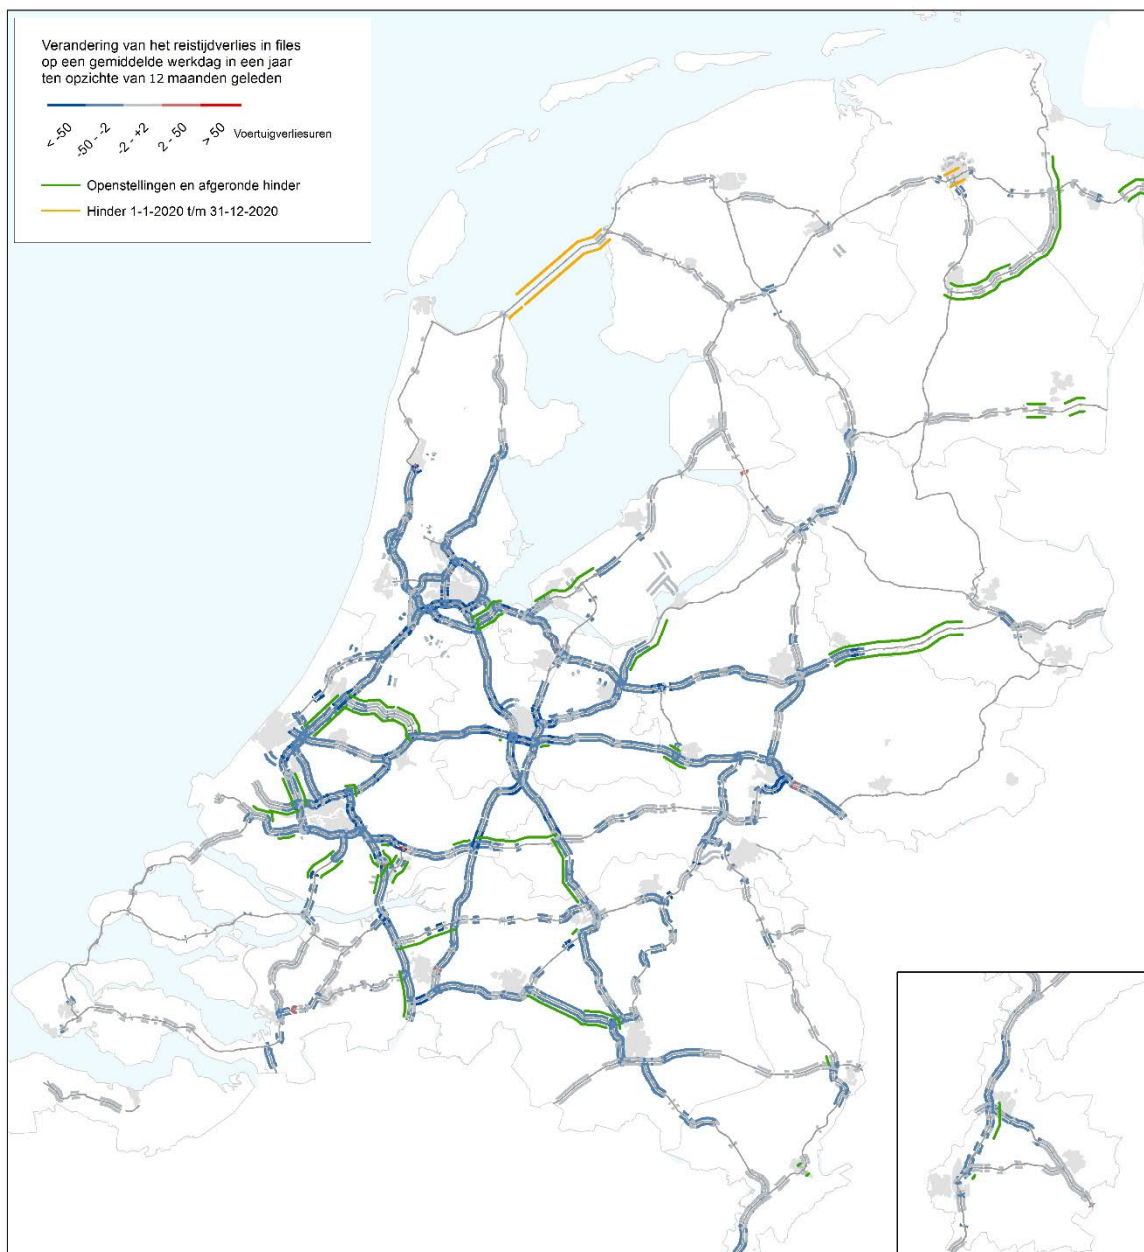 Verandering van het reistijdverlies in files
op een gemiddelde werkdag in een jaar
ten opzichte van 12 maanden geleden
< -50 -50 - -2 -2 - +2 2 - 50 > 50 Voertuigverliesuren
Openstellingen en afgeronde hinder
Hinder 1-1-2020 t/m 31-12-2020